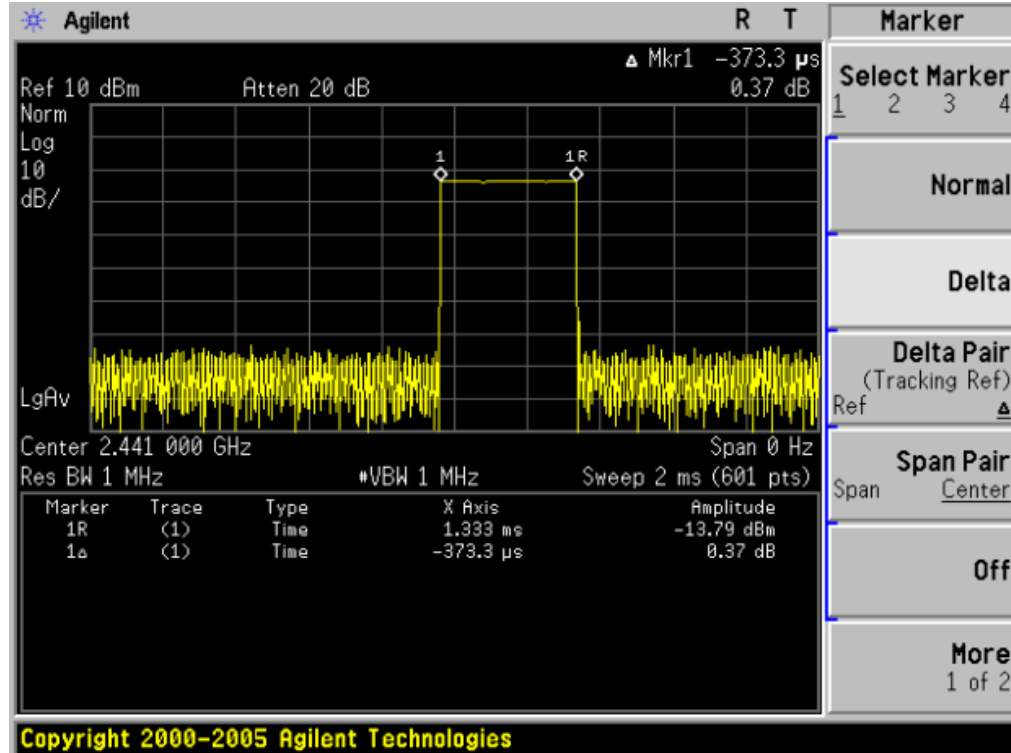 Agilent R T Marker
Δ Mkr1 -373.3 µs
Ref 10 dBm Atten 20 dB 0.37 dB
Norm
Log
10
dB/
1 1R
LgAv
Center 2.441 000 GHz Span 0 Hz
Res BW 1 MHz #VBW 1 MHz Sweep 2 ms (601 pts)
Marker Trace Type X Axis Amplitude
1R (1) Time 1.333 ms -13.79 dBm
1Δ (1) Time -373.3 µs 0.37 dB
Select Marker
1 2 3 4
Normal
Delta
Delta Pair
(Tracking Ref)
Ref Δ
Span Pair
Span Center
Off
More
1 of 2
Copyright 2000-2005 Agilent Technologies